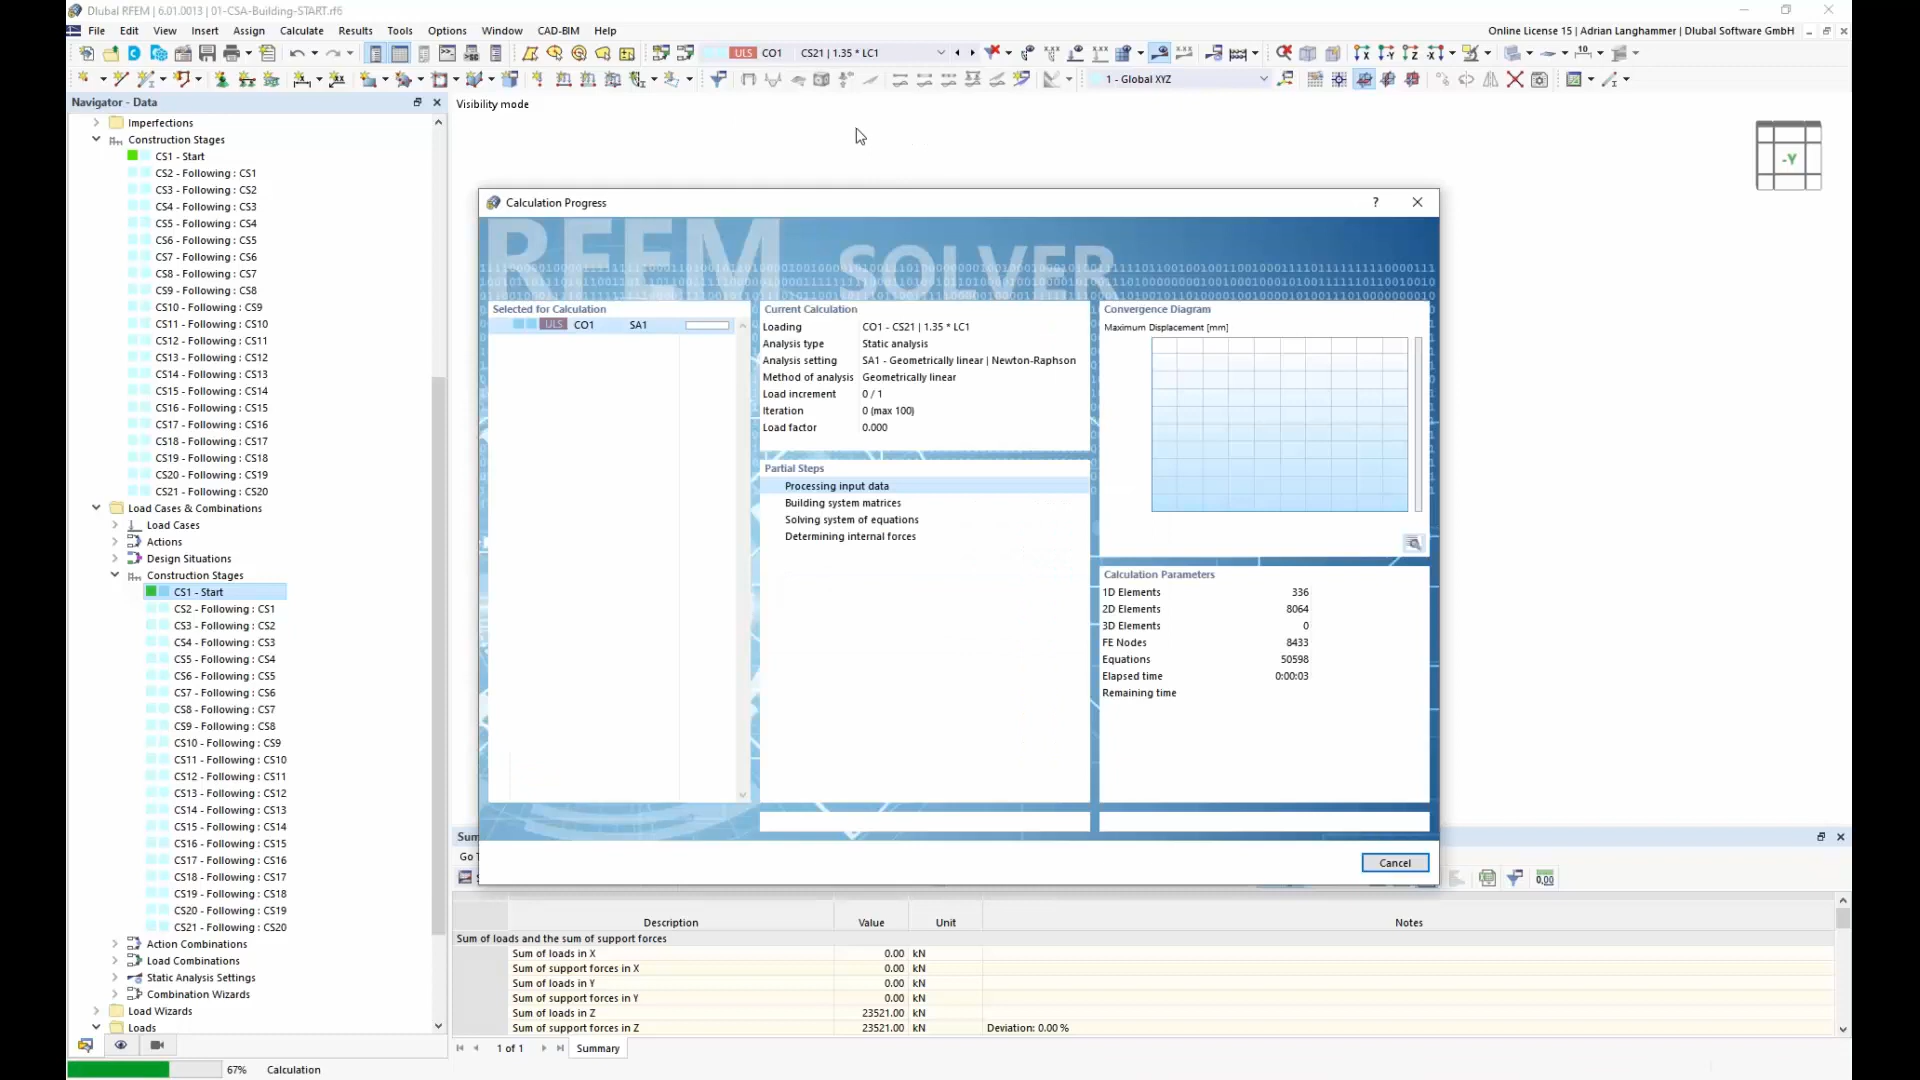 Dlubal RFEM | 6.01.0013 | 01-CSA-Building-START.rf6
File Edit View Insert Assign Calculate Results Tools Options Window CAD-BIM Help
Online License 15 | Adrian Langhammer | Dlubal Software GmbH
ULS CO1 CS21 | 1.35 * LC1
1 - Global XYZ
Navigator - Data
Visibility mode
Imperfections
Construction Stages
CS1 - Start
CS2 - Following : CS1
CS3 - Following : CS2
CS4 - Following : CS3
CS5 - Following : CS4
CS6 - Following : CS5
CS7 - Following : CS6
CS8 - Following : CS7
CS9 - Following : CS8
CS10 - Following : CS9
CS11 - Following : CS10
CS12 - Following : CS11
CS13 - Following : CS12
CS14 - Following : CS13
CS15 - Following : CS14
CS16 - Following : CS15
CS17 - Following : CS16
CS18 - Following : CS17
CS19 - Following : CS18
CS20 - Following : CS19
CS21 - Following : CS20
Load Cases & Combinations
Load Cases
Actions
Design Situations
Construction Stages
CS1 - Start
CS2 - Following : CS1
CS3 - Following : CS2
CS4 - Following : CS3
CS5 - Following : CS4
CS6 - Following : CS5
CS7 - Following : CS6
CS8 - Following : CS7
CS9 - Following : CS8
CS10 - Following : CS9
CS11 - Following : CS10
CS12 - Following : CS11
CS13 - Following : CS12
CS14 - Following : CS13
CS15 - Following : CS14
CS16 - Following : CS15
CS17 - Following : CS16
CS18 - Following : CS17
CS19 - Following : CS18
CS20 - Following : CS19
CS21 - Following : CS20
Action Combinations
Load Combinations
Static Analysis Settings
Combination Wizards
Load Wizards
Loads
67% Calculation
-Y
Calculation Progress
RFEM SOLVER
Selected for Calculation
ULS CO1 SA1
Current Calculation
Loading CO1 - CS21 | 1.35 * LC1
Analysis type Static analysis
Analysis setting SA1 - Geometrically linear | Newton-Raphson
Method of analysis Geometrically linear
Load increment 0 / 1
Iteration 0 (max 100)
Load factor 0.000
Partial Steps
Processing input data
Building system matrices
Solving system of equations
Determining internal forces
Convergence Diagram
Maximum Displacement [mm]
Calculation Parameters
1D Elements 336
2D Elements 8064
3D Elements 0
FE Nodes 8433
Equations 50598
Elapsed time 0:00:03
Remaining time
Cancel
Sum
Go T
Description Value Unit Notes
Sum of loads and the sum of support forces
Sum of loads in X 0.00 kN
Sum of support forces in X 0.00 kN
Sum of loads in Y 0.00 kN
Sum of support forces in Y 0.00 kN
Sum of loads in Z 23521.00 kN
Sum of support forces in Z 23521.00 kN Deviation: 0.00 %
1 of 1 Summary